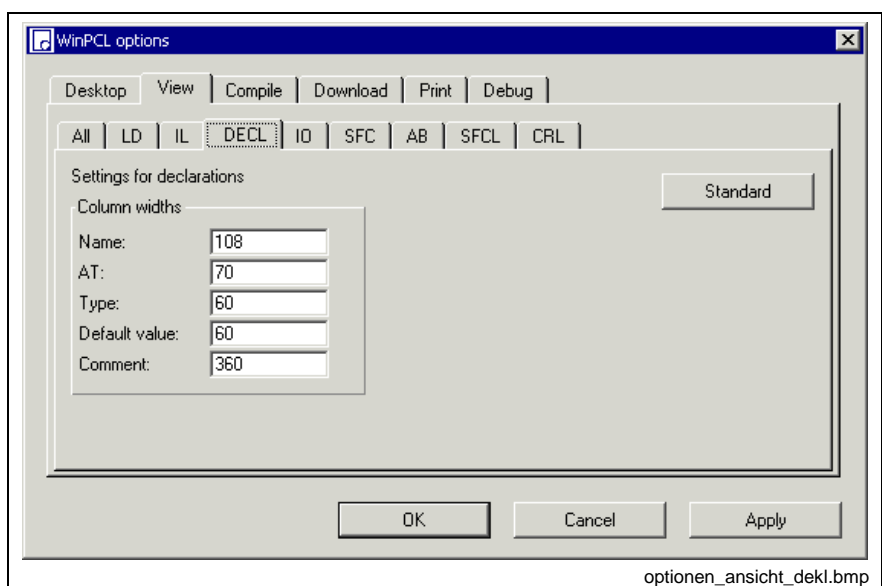 WinPCL options
Desktop View Compile Download Print Debug
All LD IL DECL IO SFC AB SFCL CRL
Settings for declarations
Standard
Column widths
Name: 108
AT: 70
Type: 60
Default value: 60
Comment: 360
OK Cancel Apply
optionen_ansicht_dekl.bmp